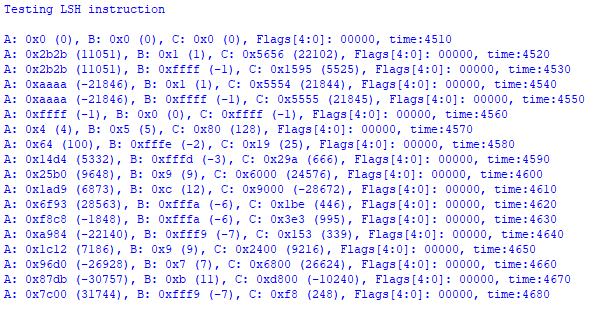 Testing LSH instruction
A: 0x0 (0), B: 0x0 (0), C: 0x0 (0), Flags[4:0]: 00000, time:4510
A: 0x2b2b (11051), B: 0x1 (1), C: 0x5656 (22102), Flags[4:0]: 00000, time:4520
A: 0x2b2b (11051), B: 0xffff (-1), C: 0x1595 (5525), Flags[4:0]: 00000, time:4530
A: 0xaaaa (-21846), B: 0x1 (1), C: 0x5554 (21844), Flags[4:0]: 00000, time:4540
A: 0xaaaa (-21846), B: 0xffff (-1), C: 0x5555 (21845), Flags[4:0]: 00000, time:4550
A: 0xffff (-1), B: 0x0 (0), C: 0xffff (-1), Flags[4:0]: 00000, time:4560
A: 0x4 (4), B: 0x5 (5), C: 0x80 (128), Flags[4:0]: 00000, time:4570
A: 0x64 (100), B: 0xfffe (-2), C: 0x19 (25), Flags[4:0]: 00000, time:4580
A: 0x14d4 (5332), B: 0xfffd (-3), C: 0x29a (666), Flags[4:0]: 00000, time:4590
A: 0x25b0 (9648), B: 0x9 (9), C: 0x6000 (24576), Flags[4:0]: 00000, time:4600
A: 0x1ad9 (6873), B: 0xc (12), C: 0x9000 (-28672), Flags[4:0]: 00000, time:4610
A: 0x6f93 (28563), B: 0xfffa (-6), C: 0x1be (446), Flags[4:0]: 00000, time:4620
A: 0xf8c8 (-1848), B: 0xfffa (-6), C: 0x3e3 (995), Flags[4:0]: 00000, time:4630
A: 0xa984 (-22140), B: 0xfff9 (-7), C: 0x153 (339), Flags[4:0]: 00000, time:4640
A: 0x1c12 (7186), B: 0x9 (9), C: 0x2400 (9216), Flags[4:0]: 00000, time:4650
A: 0x96d0 (-26928), B: 0x7 (7), C: 0x6800 (26624), Flags[4:0]: 00000, time:4660
A: 0x87db (-30757), B: 0xb (11), C: 0xd800 (-10240), Flags[4:0]: 00000, time:4670
A: 0x7c00 (31744), B: 0xfff9 (-7), C: 0xf8 (248), Flags[4:0]: 00000, time:4680